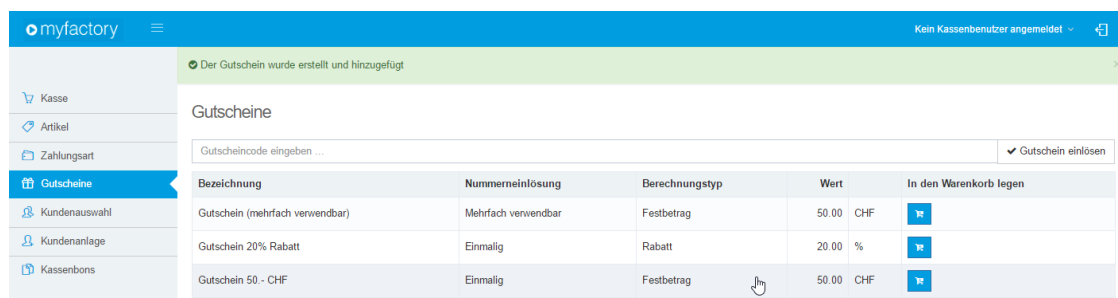 myfactory
Kein Kassenbenutzer angemeldet
Der Gutschein wurde erstellt und hinzugefügt
Kasse
Artikel
Zahlungsart
Gutscheine
Kundenauswahl
Kundenanlage
Kassenbons
Gutscheine
Gutscheincode eingeben ...
Gutschein einlösen
Bezeichnung Nummerneinlösung Berechnungstyp Wert In den Warenkorb legen
Gutschein (mehrfach verwendbar) Mehrfach verwendbar Festbetrag 50.00 CHF
Gutschein 20% Rabatt Einmalig Rabatt 20.00 %
Gutschein 50.- CHF Einmalig Festbetrag 50.00 CHF